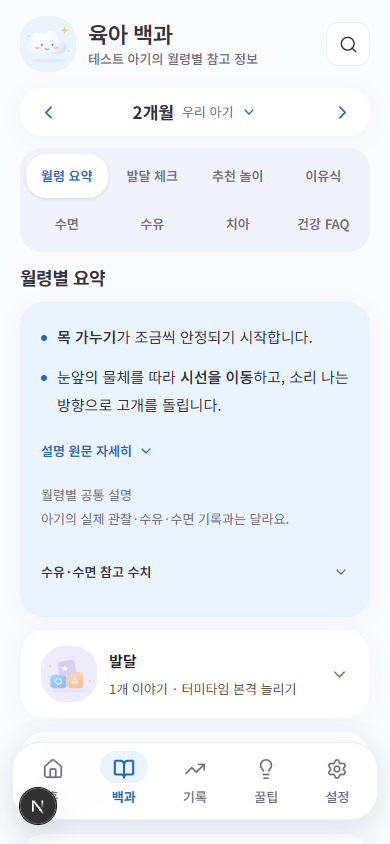 육아 백과
테스트 아기의 월령별 참고 정보
2개월 우리 아기
월령 요약 발달 체크 추천 놀이 이유식
수면 수유 치아 건강 FAQ
월령별 요약
목 가누기가 조금씩 안정되기 시작합니다.
눈앞의 물체를 따라 시선을 이동하고, 소리 나는
방향으로 고개를 돌립니다.
설명 원문 자세히
월령별 공통 설명
아기의 실제 관찰·수유·수면 기록과는 달라요.
수유·수면 참고 수치
발달
1개 이야기 · 터미타임 본격 늘리기
백과 기록 꿀팁 설정
N